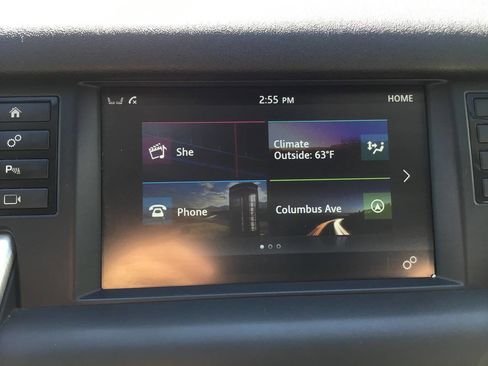 2:55 PM
HOME
She
Climate
Outside: 63°F
Phone
Columbus Ave
P